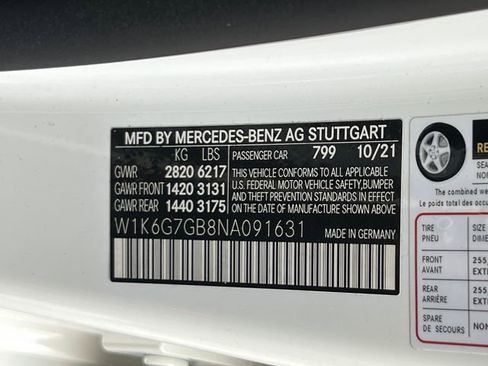 MFD BY MERCEDES-BENZ AG STUTTGART
KG LBS PASSENGER CAR 799 10/21
GVWR 2820 6217
GAWR FRONT 1420 3131
GAWR REAR 1440 3175
THIS VEHICLE CONFORMS TO ALL APPLICABLE
U.S. FEDERAL MOTOR VEHICLE SAFETY, BUMPER
AND THEFT PREVENTION STANDARDS IN EFFECT
ON THE DATE OF MANUFACTURE SHOWN ABOVE.
W1K6G7GB8NA091631
MADE IN GERMANY
The combined
Le poids total
TIRE SIZE
PNEU
FRONT 255
AVANT
REAR 255
ARRIÈRE
SPARE
DE SECOURS